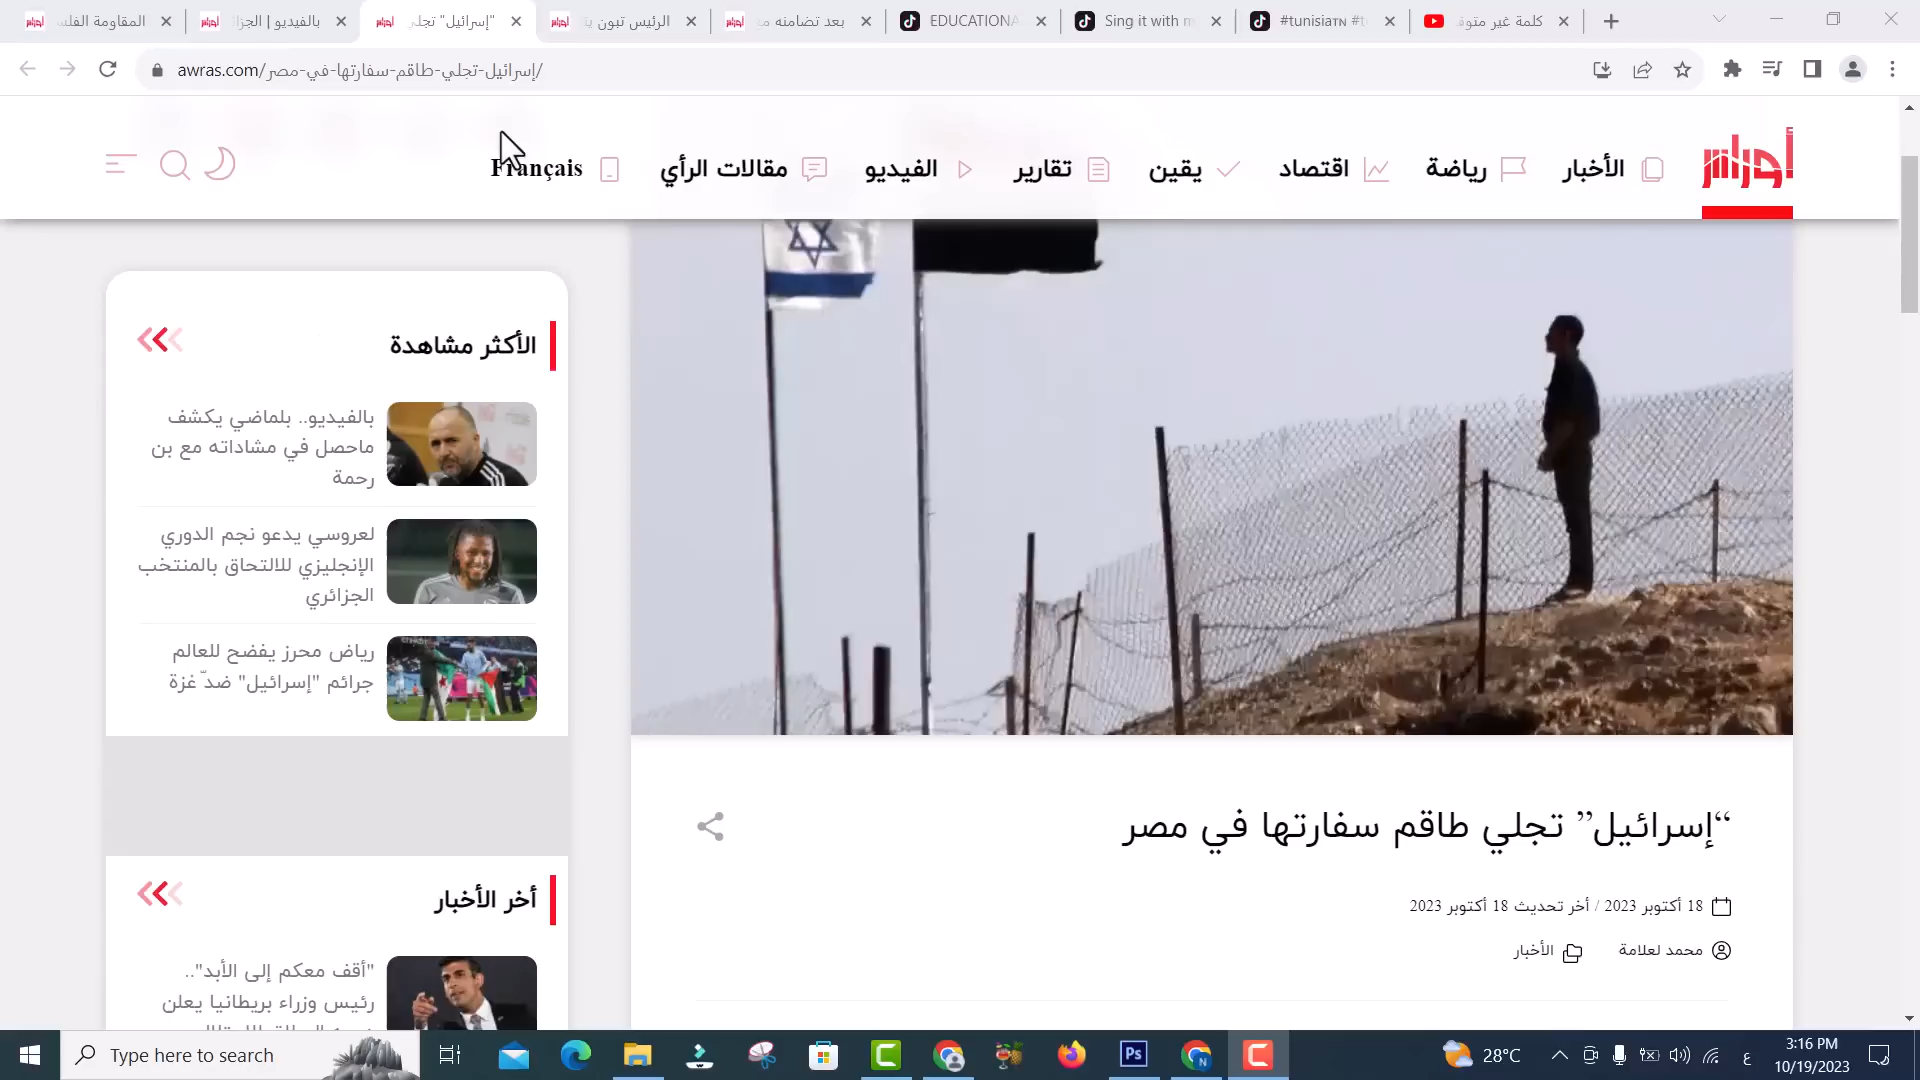 المقاومة الفلس
بالفيديو | الجزا
"إسرائيل" تجلي
الرئيس تبون يت
بعد تضامنه م
EDUCATIONA
Sing it with m
#tunisia🇹🇳 #t
كلمة غير متوق
awras.com/إسرائيل-تجلي-طاقم-سفارتها-في-مصر/
أوراس
الأخبار
رياضة
اقتصاد
يقين
تقارير
الفيديو
مقالات الرأي
Français
الأكثر مشاهدة
بالفيديو.. بلماضي يكشف
ماحصل في مشاداته مع بن
رحمة
لعروسي يدعو نجم الدوري
الإنجليزي للالتحاق بالمنتخب
الجزائري
رياض محرز يفضح للعالم
جرائم "إسرائيل" ضدّ غزة
“إسرائيل” تجلي طاقم سفارتها في مصر
18 أكتوبر 2023 / أخر تحديث 18 أكتوبر 2023
محمد لعلامة
الأخبار
أخر الأخبار
"أقف معكم إلى الأبد"..
رئيس وزراء بريطانيا يعلن
Type here to search
Ps
28°C
ع
3:16 PM
10/19/2023